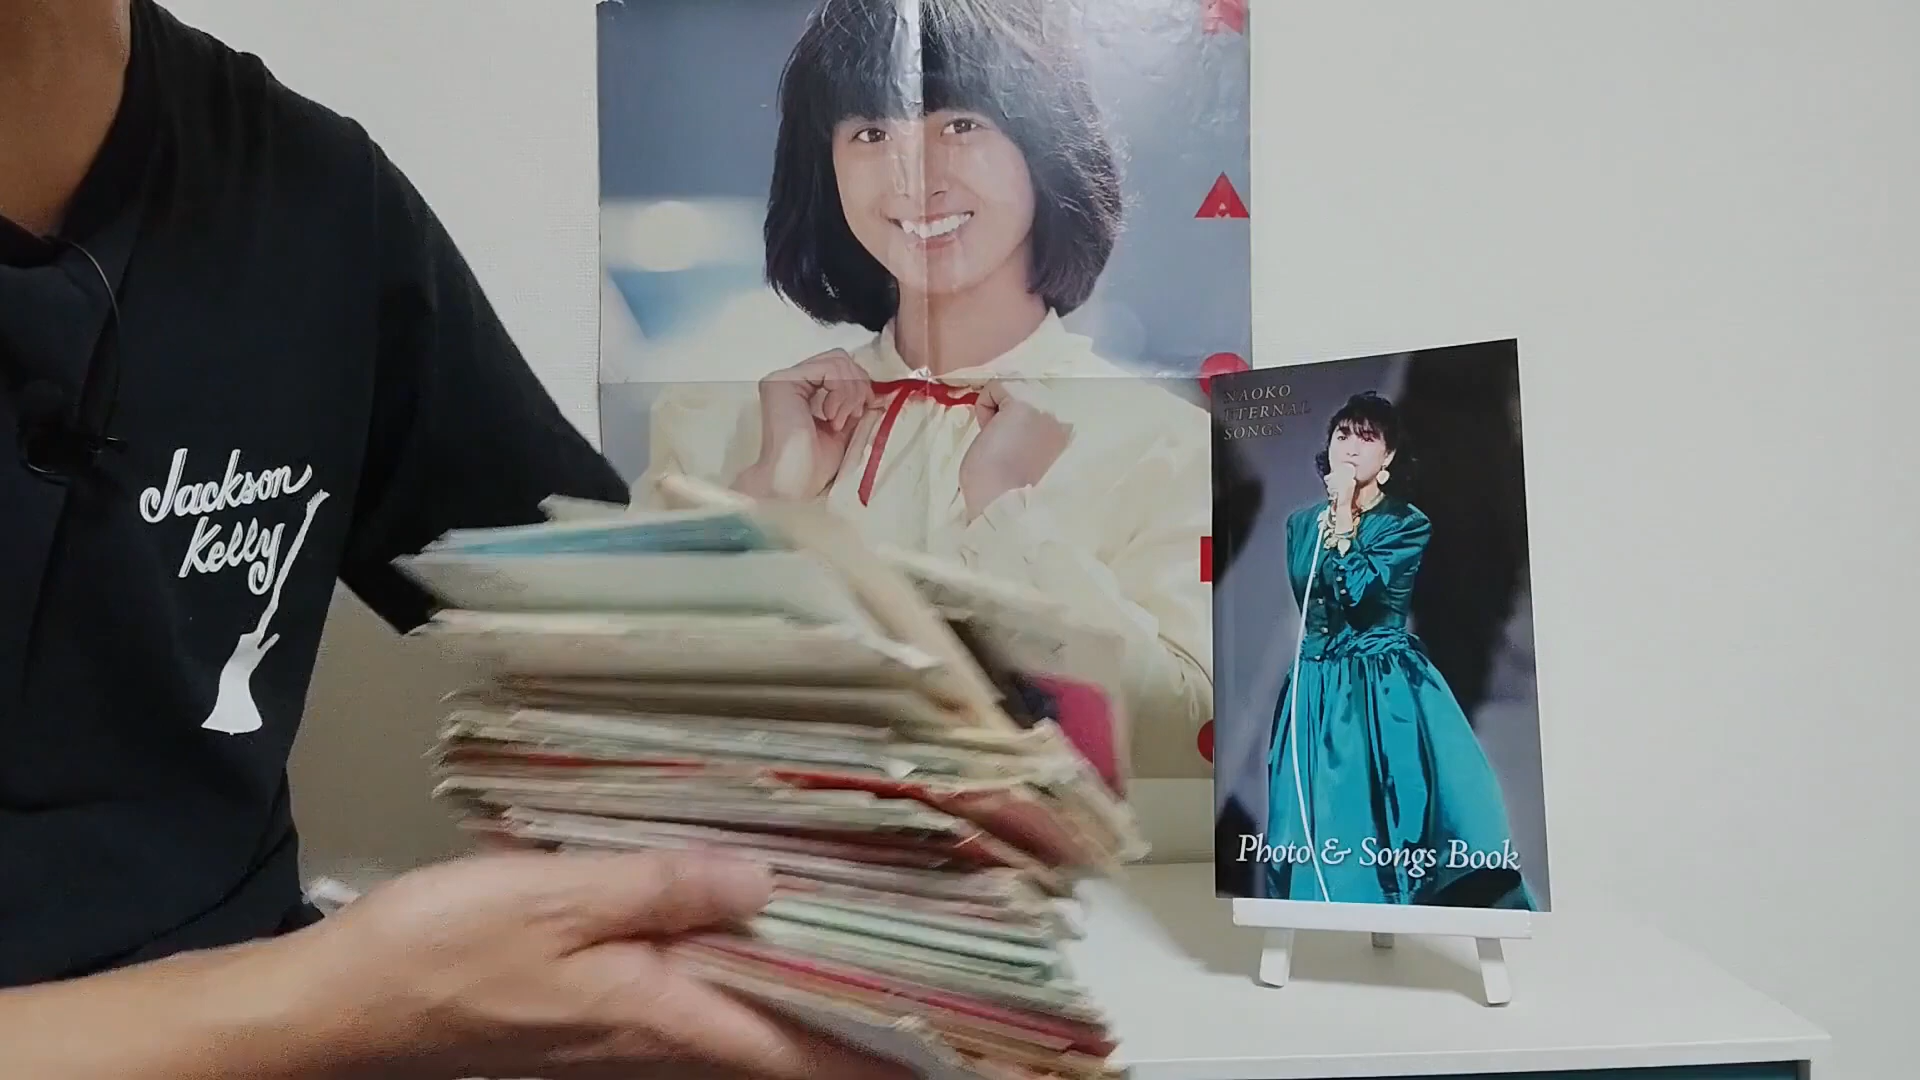 Jackson
Kelly
NAOKO
ETERNAL
SONGS
Photo & Songs Book